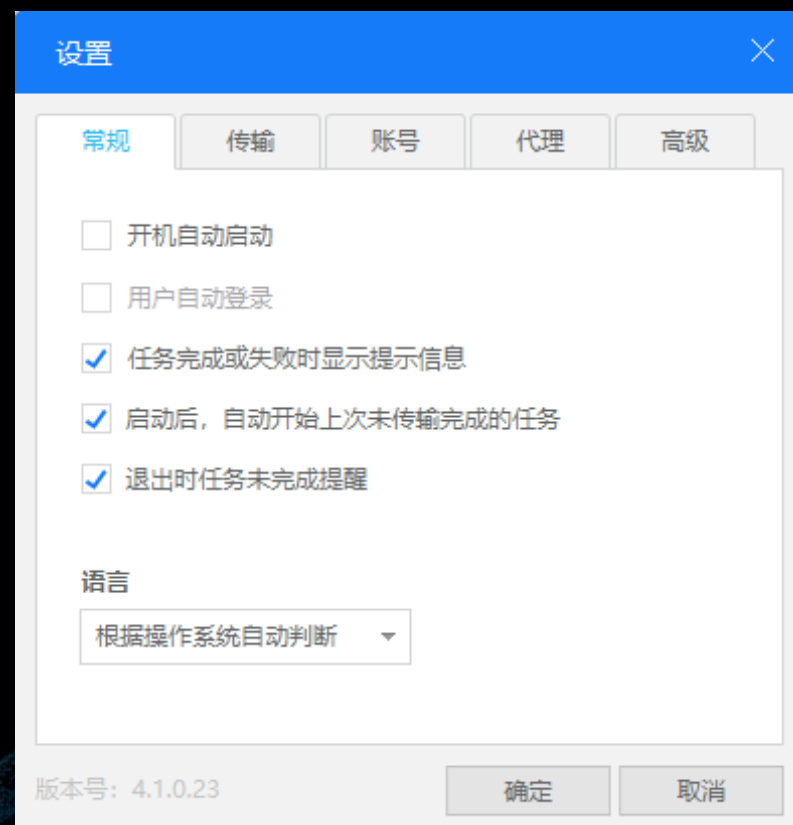 设置
常规 传输 账号 代理 高级
开机自动启动
用户自动登录
任务完成或失败时显示提示信息
启动后，自动开始上次未传输完成的任务
退出时任务未完成提醒
语言
根据操作系统自动判断
版本号：4.1.0.23 确定 取消